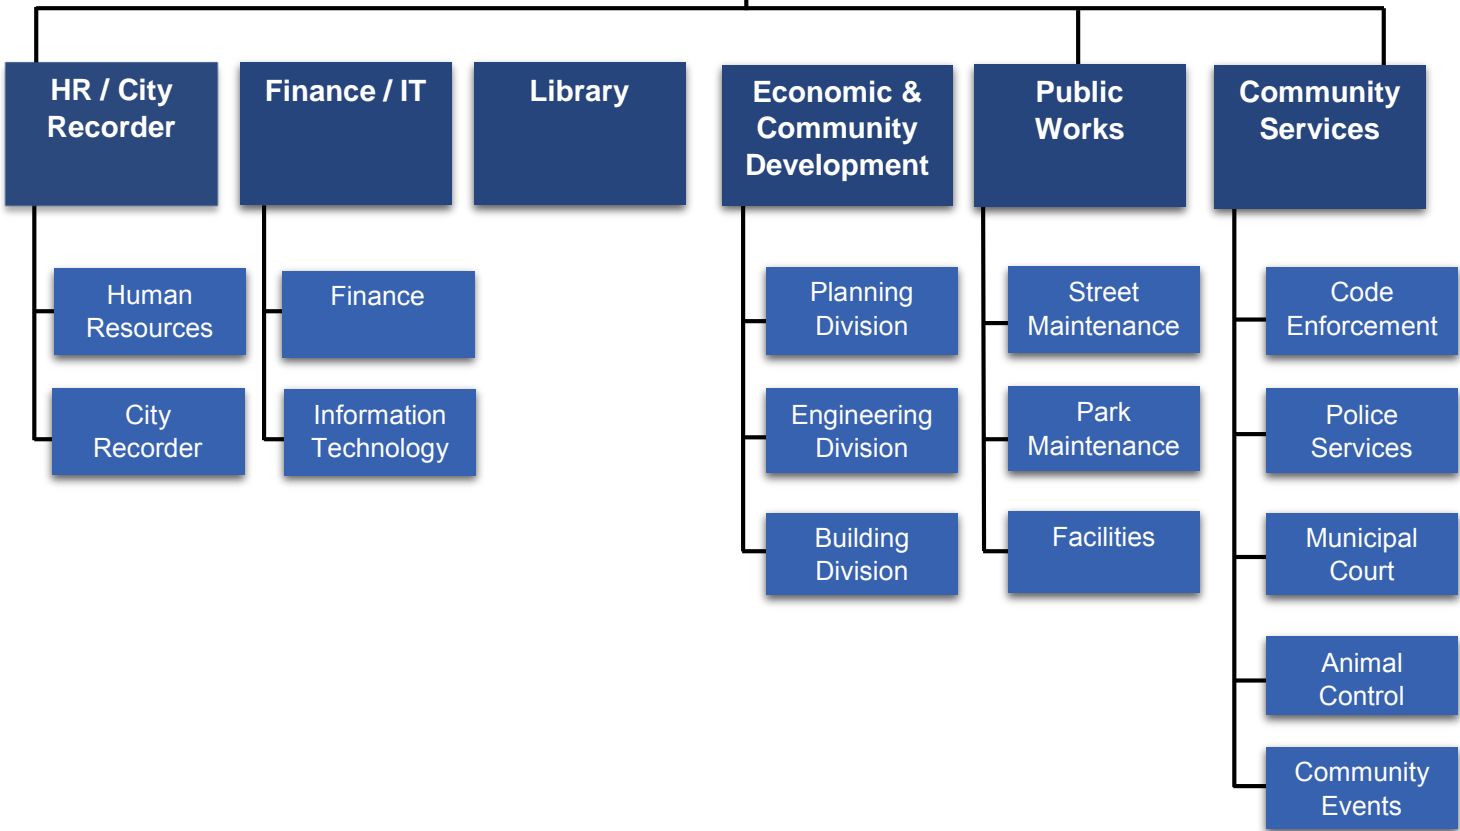 HR / City
Recorder
Finance / IT
Library
Economic &
Community
Development
Public
Works
Community
Services
Human
Resources
City
Recorder
Finance
Information
Technology
Planning
Division
Engineering
Division
Building
Division
Street
Maintenance
Park
Maintenance
Facilities
Code
Enforcement
Police
Services
Municipal
Court
Animal
Control
Community
Events